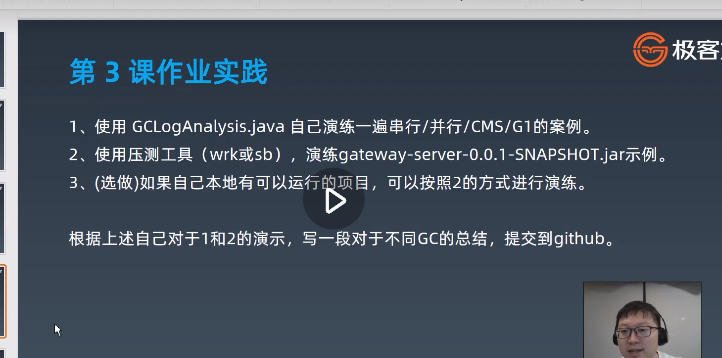 极客
第 3 课作业实践
1、使用 GCLogAnalysis.java 自己演练一遍串行/并行/CMS/G1的案例。
2、使用压测工具（wrk或sb），演练gateway-server-0.0.1-SNAPSHOT.jar示例。
3、(选做)如果自己本地有可以运行的项目，可以按照2的方式进行演练。
根据上述自己对于1和2的演示，写一段对于不同GC的总结，提交到github。